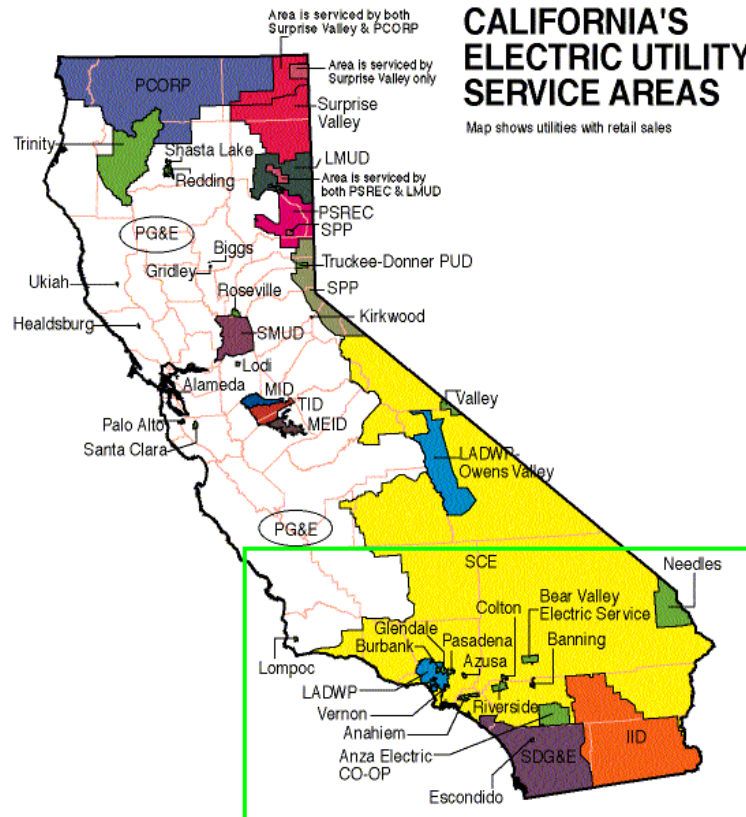 CALIFORNIA'S
ELECTRIC UTILITY
SERVICE AREAS
Map shows utilities with retail sales
Area is serviced by both
Surprise Valley & PCORP
Area is serviced by
Surprise Valley only
PCORP
Surprise
Valley
Trinity
Shasta Lake
Redding
LMUD
Area is serviced by
both PSREC & LMUD
PSREC
SPP
PG&E
Biggs
Gridley
Truckee-Donner PUD
Ukiah
SPP
Roseville
Healdsburg
Kirkwood
SMUD
Lodi
Alameda
MID
TID
MEID
Valley
Palo Alto
Santa Clara
LADWP
Owens Valley
PG&E
SCE
Needles
Bear Valley
Electric Service
Colton
Glendale
Burbank
Pasadena
Azusa
Banning
Lompoc
LADWP
Vernon
Riverside
Anahiem
Anza Electric
CO-OP
SDG&E
IID
Escondido